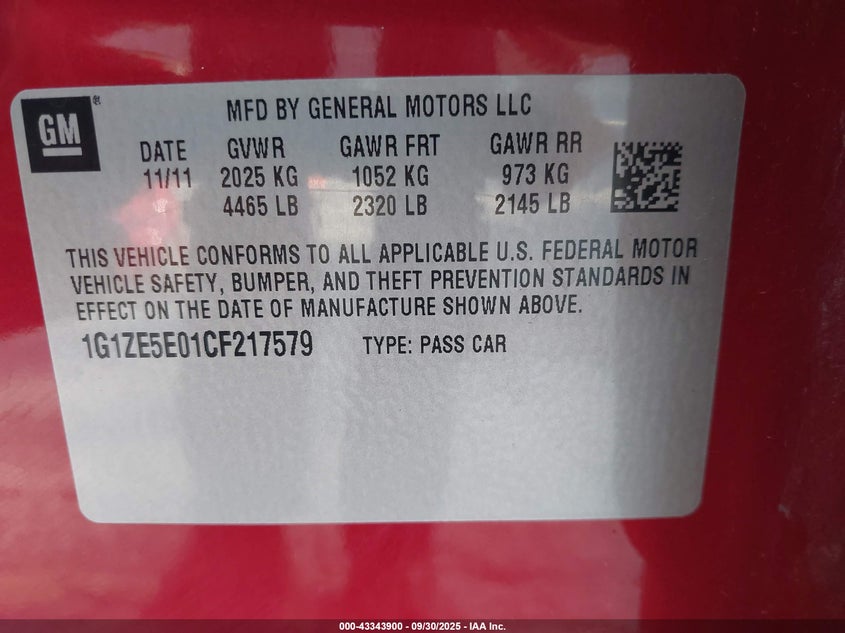 GM®
MFD BY GENERAL MOTORS LLC
DATE GVWR GAWR FRT GAWR RR
11/11 2025 KG 1052 KG 973 KG
4465 LB 2320 LB 2145 LB
THIS VEHICLE CONFORMS TO ALL APPLICABLE U.S. FEDERAL MOTOR
VEHICLE SAFETY, BUMPER, AND THEFT PREVENTION STANDARDS IN
EFFECT ON THE DATE OF MANUFACTURE SHOWN ABOVE.
1G1ZE5E01CF217579 TYPE: PASS CAR
000-43343900 - 09/30/2025 - IAA Inc.